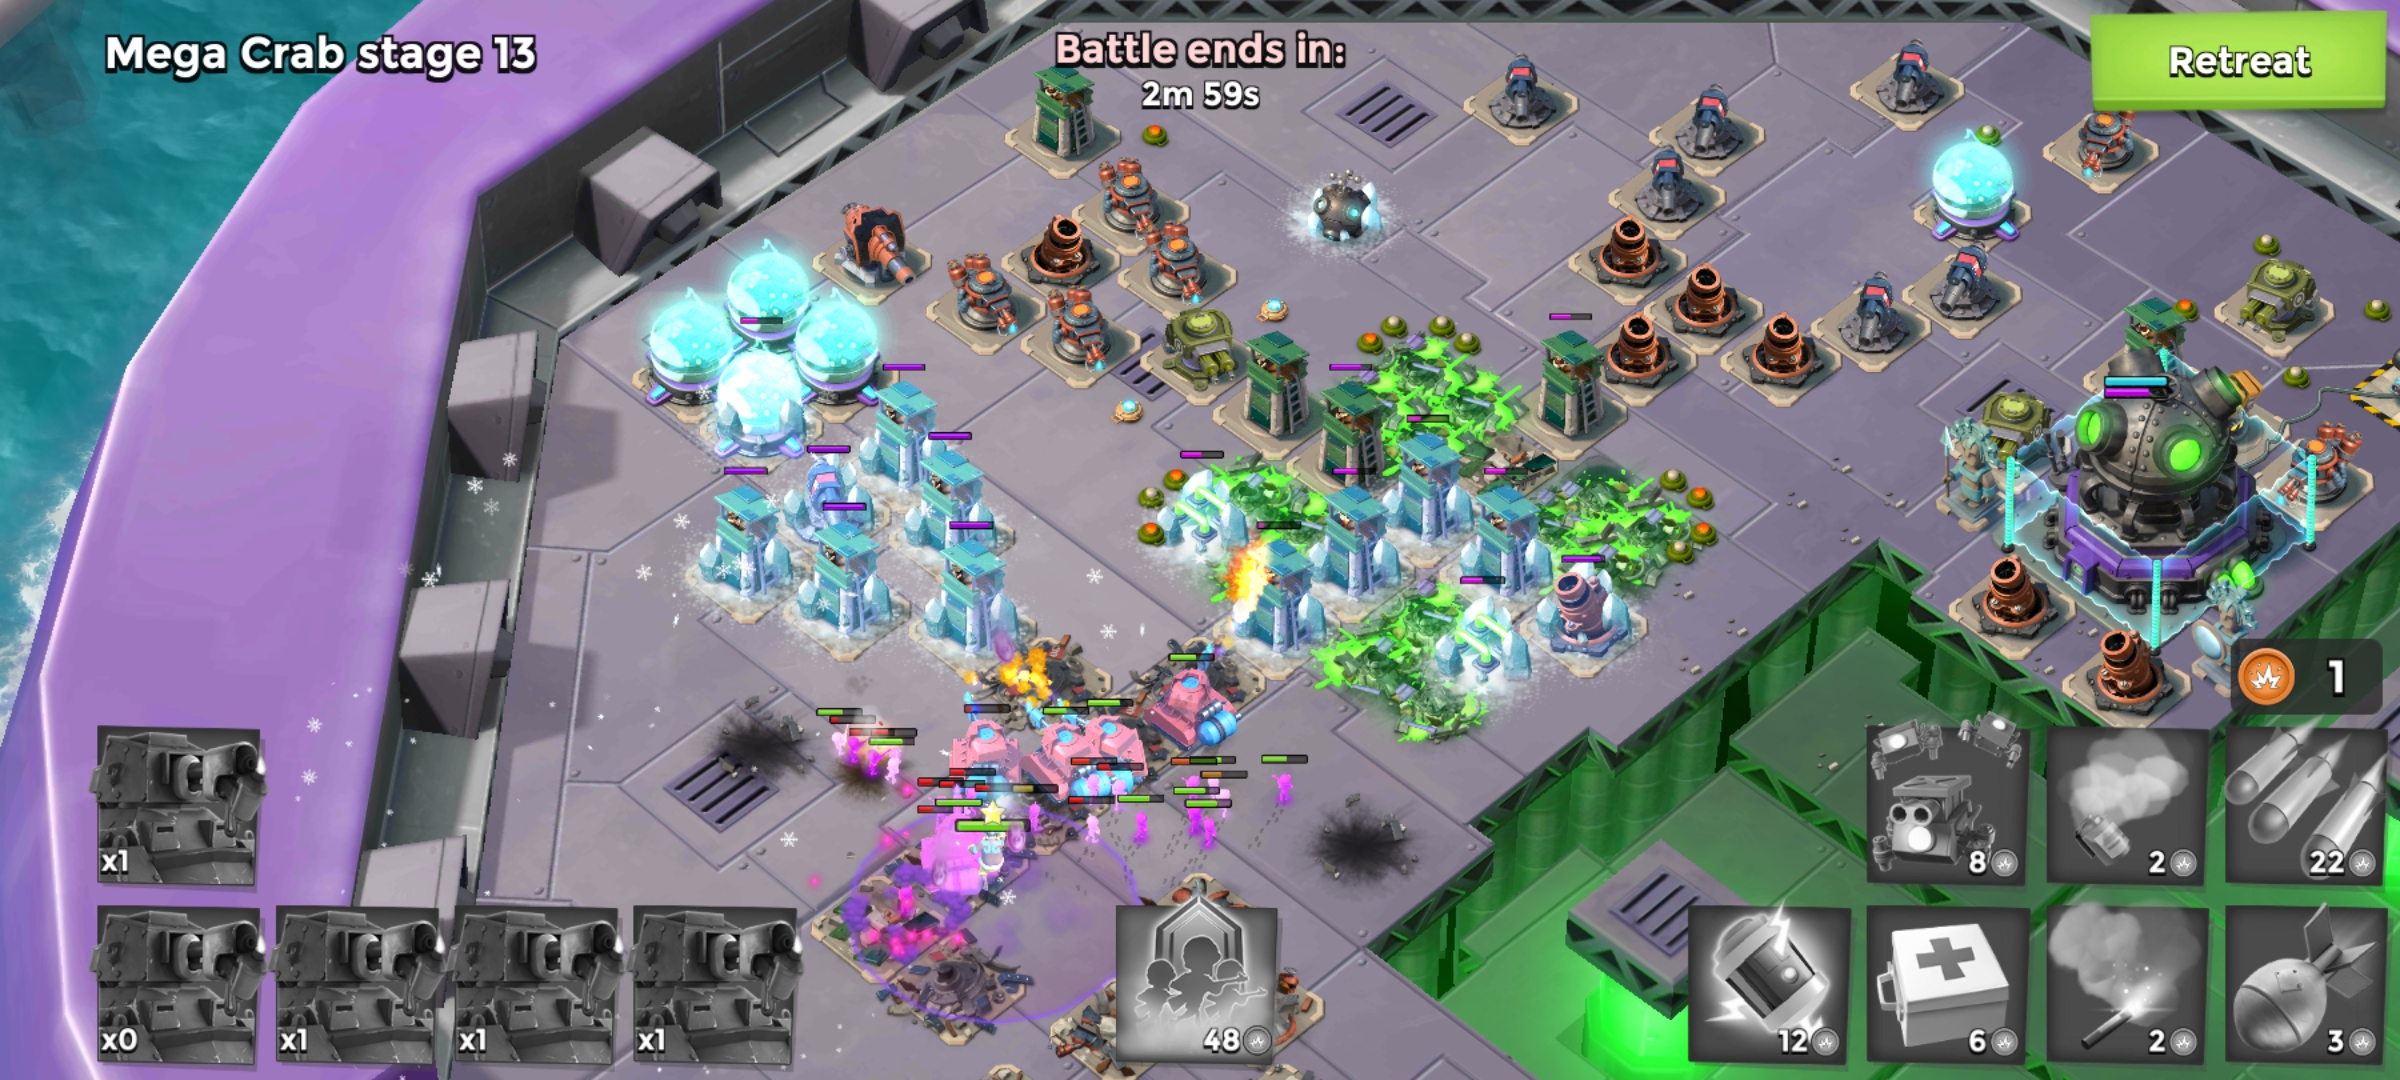 Mega Crab stage 13
Battle ends in:
2m 59s
Retreat
1
x1
8
2
22
x0
x1
x1
x1
48
12
6
2
3